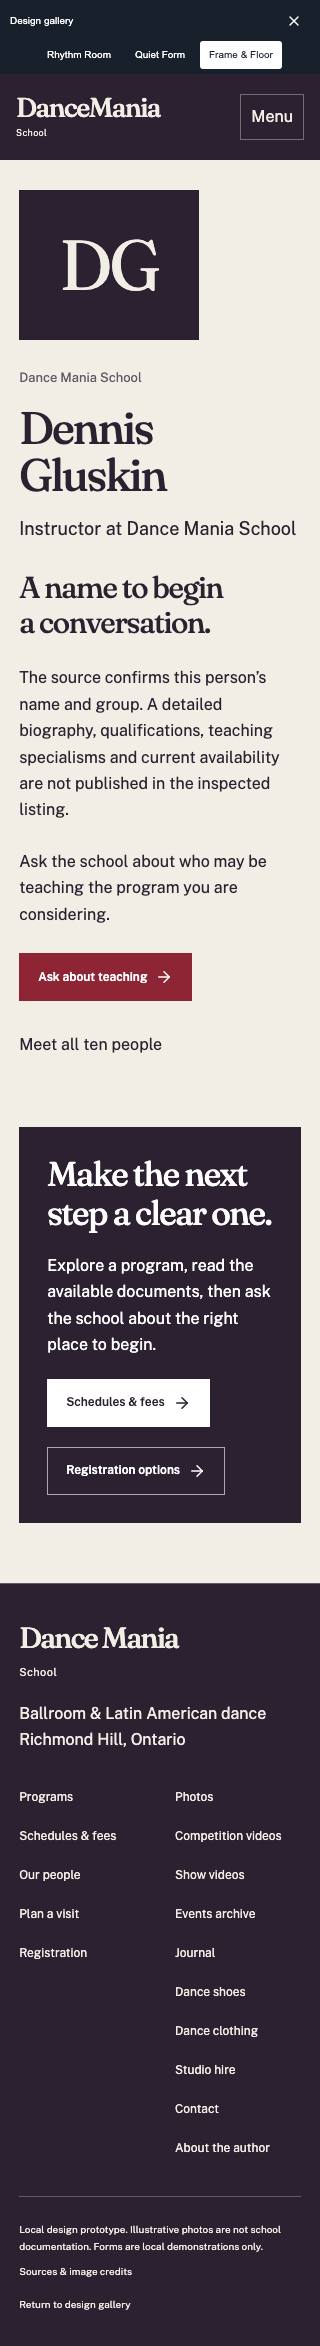 Design gallery
Rhythm Room Quiet Form Frame & Floor
DanceMania
School
Menu
DG
Dance Mania School
Dennis
Gluskin
Instructor at Dance Mania School
A name to begin
a conversation.
The source confirms this person’s
name and group. A detailed
biography, qualifications, teaching
specialisms and current availability
are not published in the inspected
listing.
Ask the school about who may be
teaching the program you are
considering.
Ask about teaching
Meet all ten people
Make the next
step a clear one.
Explore a program, read the
available documents, then ask
the school about the right
place to begin.
Schedules & fees
Registration options
Dance Mania
School
Ballroom & Latin American dance
Richmond Hill, Ontario
Programs
Schedules & fees
Our people
Plan a visit
Registration
Photos
Competition videos
Show videos
Events archive
Journal
Dance shoes
Dance clothing
Studio hire
Contact
About the author
Local design prototype. Illustrative photos are not school
documentation. Forms are local demonstrations only.
Sources & image credits
Return to design gallery